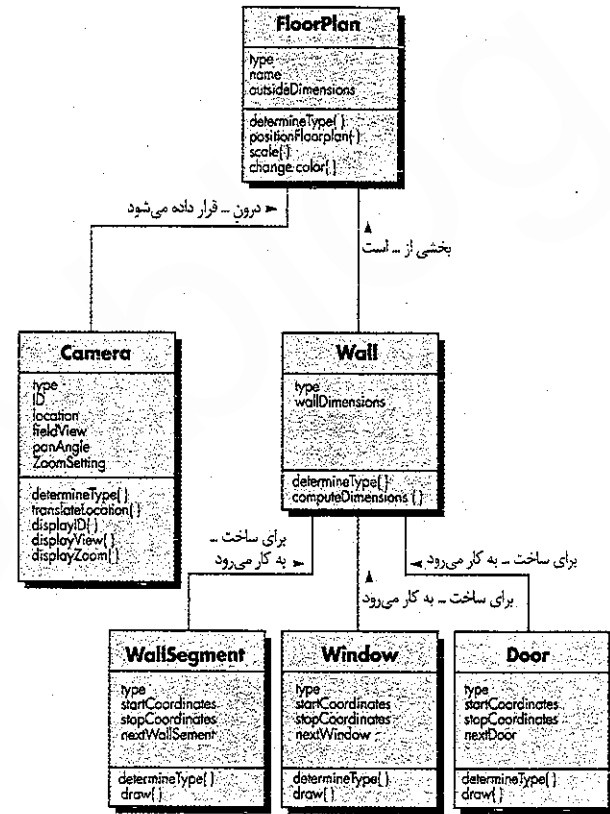 FloorPlan
type
name
outsideDimensions
determineType( )
positionFloorplan( )
scale( )
change color( )
درونِ ... قرار داده می‌شود
بخشی از ... است
Camera
type
ID
location
fieldView
panAngle
ZoomSetting
determineType( )
translateLocation( )
displayID( )
displayView( )
displayZoom( )
Wall
type
wallDimensions
determineType( )
computeDimensions ( )
برای ساخت ...
به کار می‌رود
برای ساخت ... به کار می‌رود
برای ساخت ... به کار می‌رود
WallSegment
type
startCoordinates
stopCoordinates
nextWallSement
determineType( )
draw( )
Window
type
startCoordinates
stopCoordinates
nextWindow
determineType( )
draw( )
Door
type
startCoordinates
stopCoordinates
nextDoor
determineType( )
draw( )